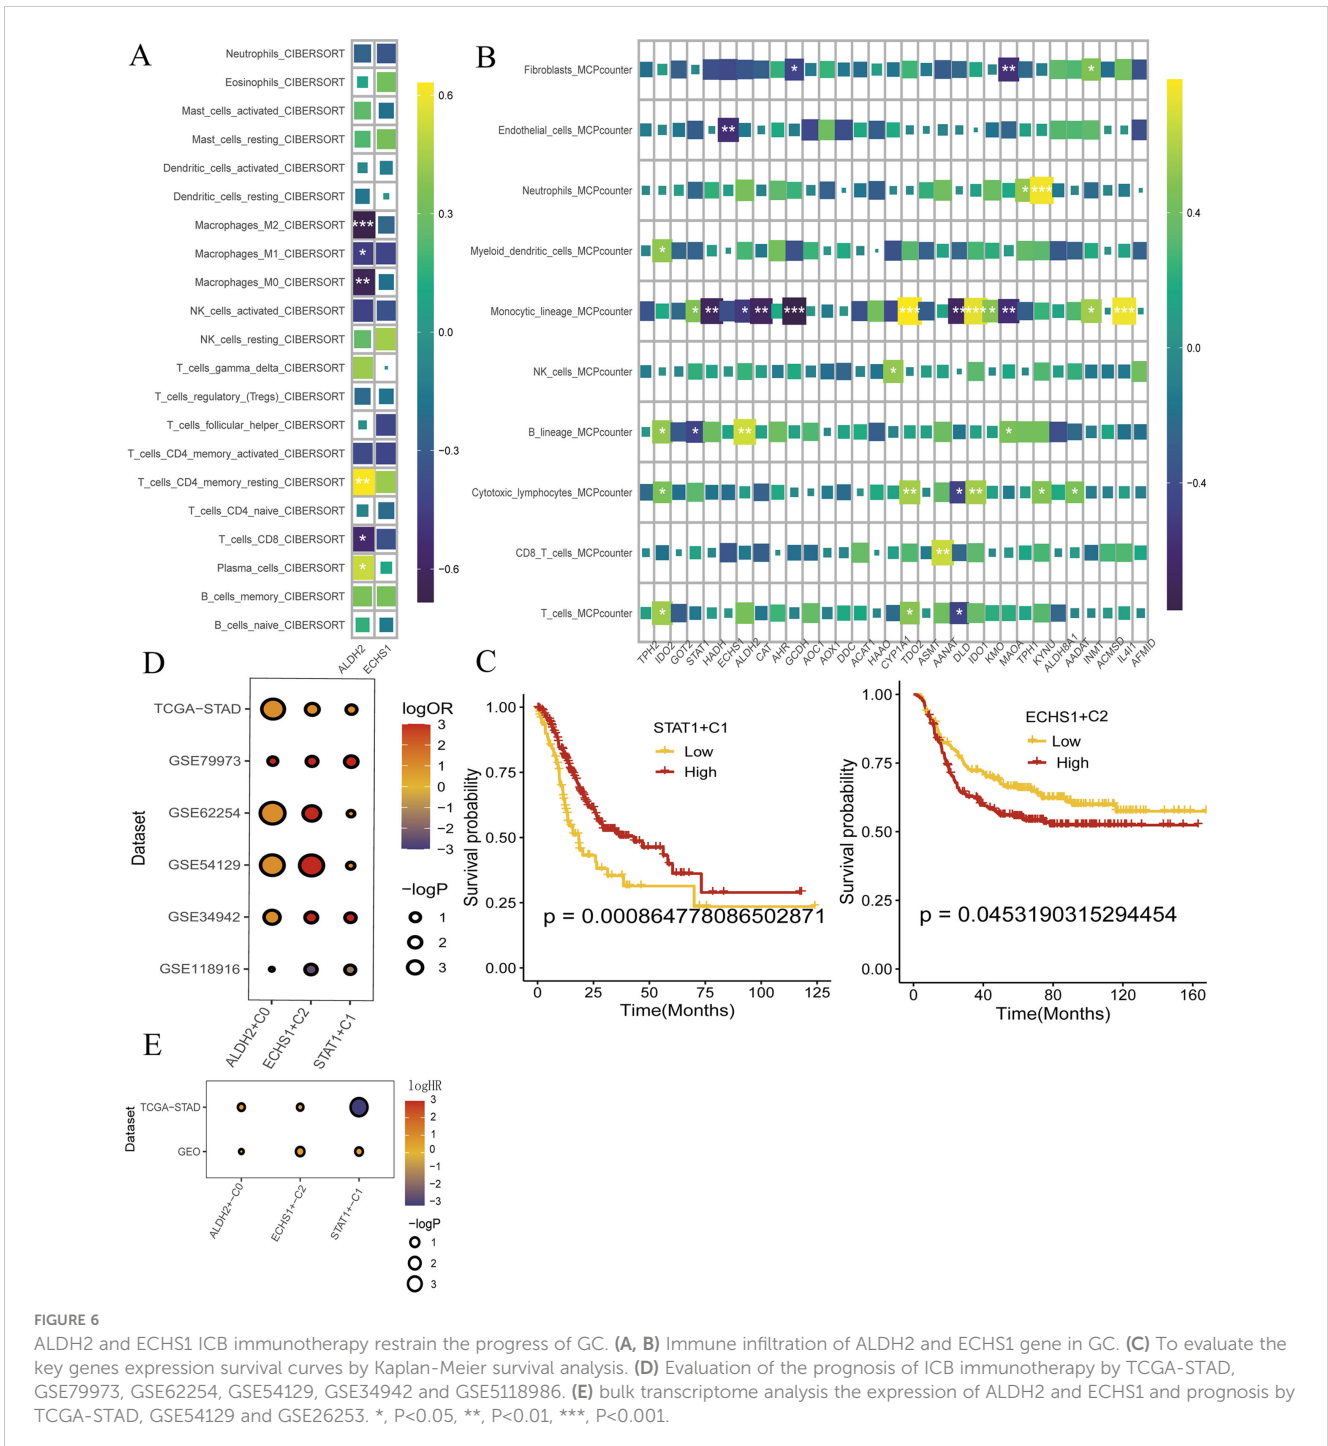 A
Neutrophils_CIBERSORT
Eosinophils_CIBERSORT
Mast_cells_activated_CIBERSORT
Mast_cells_resting_CIBERSORT
Dendritic_cells_activated_CIBERSORT
Dendritic_cells_resting_CIBERSORT
Macrophages_M2_CIBERSORT
***
Macrophages_M1_CIBERSORT
*
Macrophages_M0_CIBERSORT
**
NK_cells_activated_CIBERSORT
NK_cells_resting_CIBERSORT
T_cells_gamma_delta_CIBERSORT
T_cells_regulatory_(Tregs)_CIBERSORT
T_cells_follicular_helper_CIBERSORT
T_cells_CD4_memory_activated_CIBERSORT
T_cells_CD4_memory_resting_CIBERSORT
**
T_cells_CD4_naive_CIBERSORT
T_cells_CD8_CIBERSORT
*
Plasma_cells_CIBERSORT
*
B_cells_memory_CIBERSORT
B_cells_naive_CIBERSORT
ALDH2
ECHS1
0.6
0.3
0.0
−0.3
−0.6
B
Fibroblasts_MCPcounter
* ** *
Endothelial_cells_MCPcounter
**
Neutrophils_MCPcounter
* ***
Myeloid_dendritic_cells_MCPcounter
*
Monocytic_lineage_MCPcounter
* ** * ** *** *** *** *** * ** * ***
NK_cells_MCPcounter
*
B_lineage_MCPcounter
* * ** *
Cytotoxic_lymphocytes_MCPcounter
* ** * ** * *
CD8_T_cells_MCPcounter
**
T_cells_MCPcounter
* * *
TPH2
IDO2
GOT2
STAT1
HADH
ECHS1
ALDH2
CAT
AHR
GCDH
AOC1
AOX1
DDC
ACAT1
HAAO
CYP1A1
TDO2
ASMT
AANAT
DLD
IDO1
KMO
MAOA
TPH1
KYNU
ALDH8A1
AADAT
INMT
ACMSD
IL4I1
AFMID
0.4
0.0
−0.4
D
TCGA−STAD
GSE79973
GSE62254
GSE54129
GSE34942
GSE118916
Dataset
ALDH2+C0
ECHS1+C2
STAT1+C1
logOR
3
2
1
0
−1
−2
−3
−logP
1
2
3
C
STAT1+C1
Low
High
1.00
0.75
0.50
0.25
0.00
Survival probability
p = 0.000864778086502871
0 25 50 75 100 125
Time(Months)
ECHS1+C2
Low
High
1.00
0.75
0.50
0.25
0.00
Survival probability
p = 0.0453190315294454
0 40 80 120 160
Time(Months)
E
TCGA−STAD
GEO
Dataset
ALDH2+−C0
ECHS1+−C2
STAT1+−C1
logHR
3
2
1
0
−1
−2
−3
−logP
1
2
3
FIGURE 6
ALDH2 and ECHS1 ICB immunotherapy restrain the progress of GC. (A, B) Immune infiltration of ALDH2 and ECHS1 gene in GC. (C) To evaluate the
key genes expression survival curves by Kaplan-Meier survival analysis. (D) Evaluation of the prognosis of ICB immunotherapy by TCGA-STAD,
GSE79973, GSE62254, GSE54129, GSE34942 and GSE5118986. (E) bulk transcriptome analysis the expression of ALDH2 and ECHS1 and prognosis by
TCGA-STAD, GSE54129 and GSE26253. *, P<0.05, **, P<0.01, ***, P<0.001.